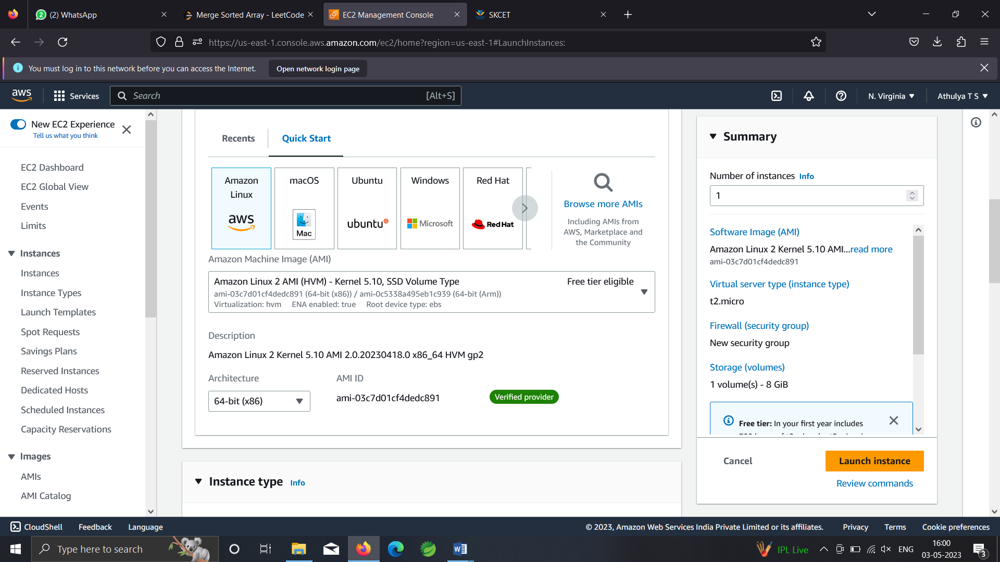 (2) WhatsApp
Merge Sorted Array - LeetCode
EC2 Management Console
SKCET
https://us-east-1.console.aws.amazon.com/ec2/home?region=us-east-1#LaunchInstances:
You must log in to this network before you can access the Internet.
Open network login page
aws
Services
Search
[Alt+S]
N. Virginia
Athulya T S
New EC2 Experience
Tell us what you think
EC2 Dashboard
EC2 Global View
Events
Limits
Instances
Instances
Instance Types
Launch Templates
Spot Requests
Savings Plans
Reserved Instances
Dedicated Hosts
Scheduled Instances
Capacity Reservations
Images
AMIs
AMI Catalog
Recents
Quick Start
Amazon
Linux
aws
macOS
Mac
Ubuntu
ubuntu
Windows
Microsoft
Red Hat
Red Hat
Browse more AMIs
Including AMIs from
AWS, Marketplace and
the Community
Amazon Machine Image (AMI)
Amazon Linux 2 AMI (HVM) - Kernel 5.10, SSD Volume Type
Free tier eligible
ami-03c7d01cf4dedc891 (64-bit (x86)) / ami-0c5338a495eb1c939 (64-bit (Arm))
Virtualization: hvm ENA enabled: true Root device type: ebs
Description
Amazon Linux 2 Kernel 5.10 AMI 2.0.20230418.0 x86_64 HVM gp2
Architecture
AMI ID
64-bit (x86)
ami-03c7d01cf4dedc891
Verified provider
Instance type Info
Summary
Number of instances Info
1
Software Image (AMI)
Amazon Linux 2 Kernel 5.10 AMI...read more
ami-03c7d01cf4dedc891
Virtual server type (instance type)
t2.micro
Firewall (security group)
New security group
Storage (volumes)
1 volume(s) - 8 GiB
Free tier: In your first year includes
Cancel
Launch instance
Review commands
CloudShell
Feedback
Language
© 2023, Amazon Web Services India Private Limited or its affiliates.
Privacy
Terms
Cookie preferences
Type here to search
IPL Live
ENG
16:00
03-05-2023
3